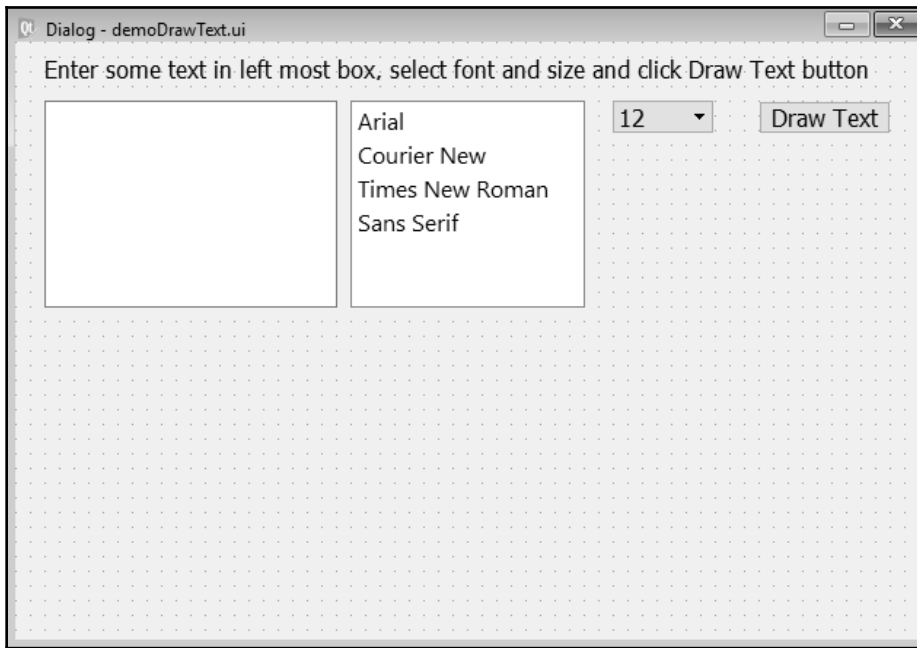 Dialog - demoDrawText.ui
Enter some text in left most box, select font and size and click Draw Text button
Arial
Courier New
Times New Roman
Sans Serif
12
Draw Text